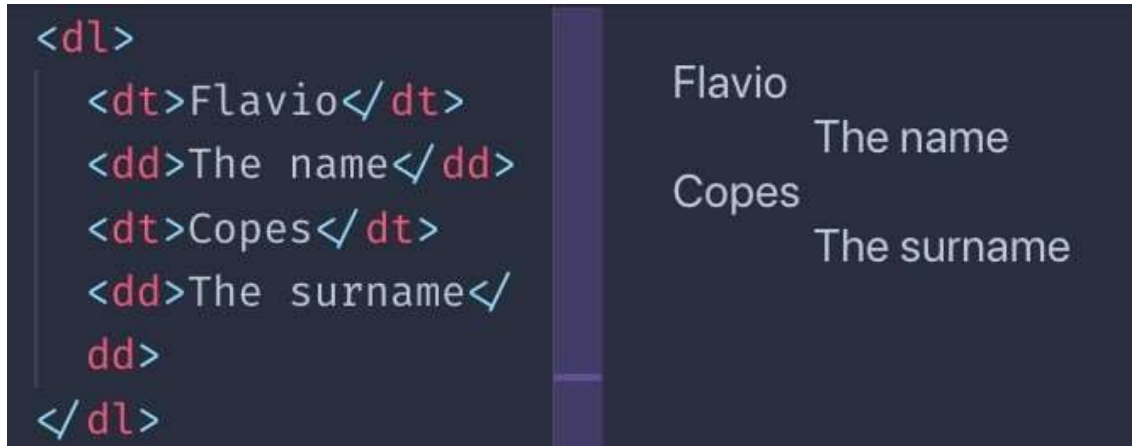 <dl>
<dt>Flavio</dt>
<dd>The name</dd>
<dt>Copes</dt>
<dd>The surname</
dd>
</dl>
Flavio
The name
Copes
The surname